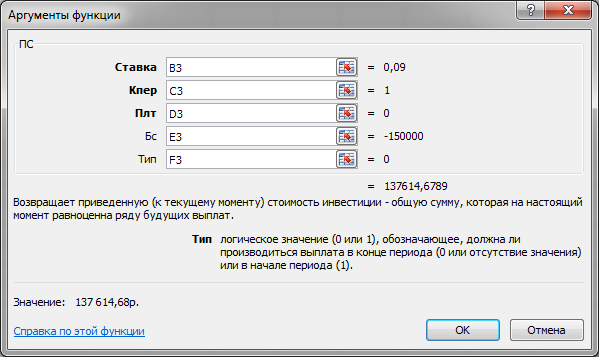 Аргументы функции
ПС
Ставка B3 = 0,09
Кпер C3 = 1
Плт D3 = 0
Бс E3 = -150000
Тип F3 = 0
= 137614,6789
Возвращает приведенную (к текущему моменту) стоимость инвестиции - общую сумму, которая на настоящий
момент равноценна ряду будущих выплат.
Тип логическое значение (0 или 1), обозначающее, должна ли
производиться выплата в конце периода (0 или отсутствие значения)
или в начале периода (1).
Значение: 137 614,68р.
Справка по этой функции OK Отмена